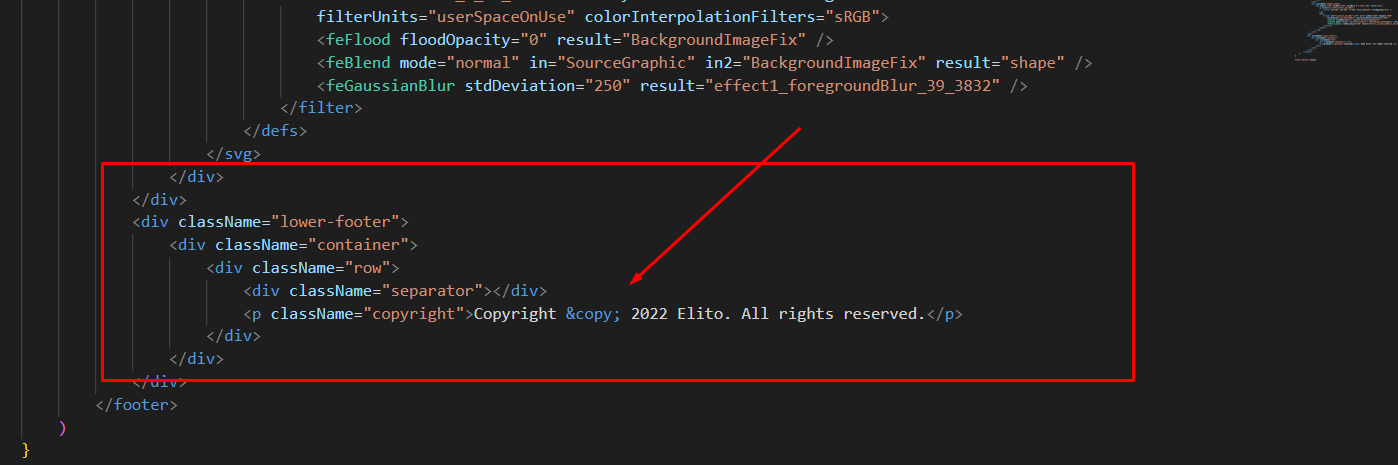 filterUnits="userSpaceOnUse" colorInterpolationFilters="sRGB">
<feFlood floodOpacity="0" result="BackgroundImageFix" />
<feBlend mode="normal" in="SourceGraphic" in2="BackgroundImageFix" result="shape" />
<feGaussianBlur stdDeviation="250" result="effect1_foregroundBlur_39_3832" />
</filter>
</defs>
</svg>
</div>
</div>
<div className="lower-footer">
<div className="container">
<div className="row">
<div className="separator"></div>
<p className="copyright">Copyright &copy; 2022 Elito. All rights reserved.</p>
</div>
</div>
</div>
</footer>
)
}